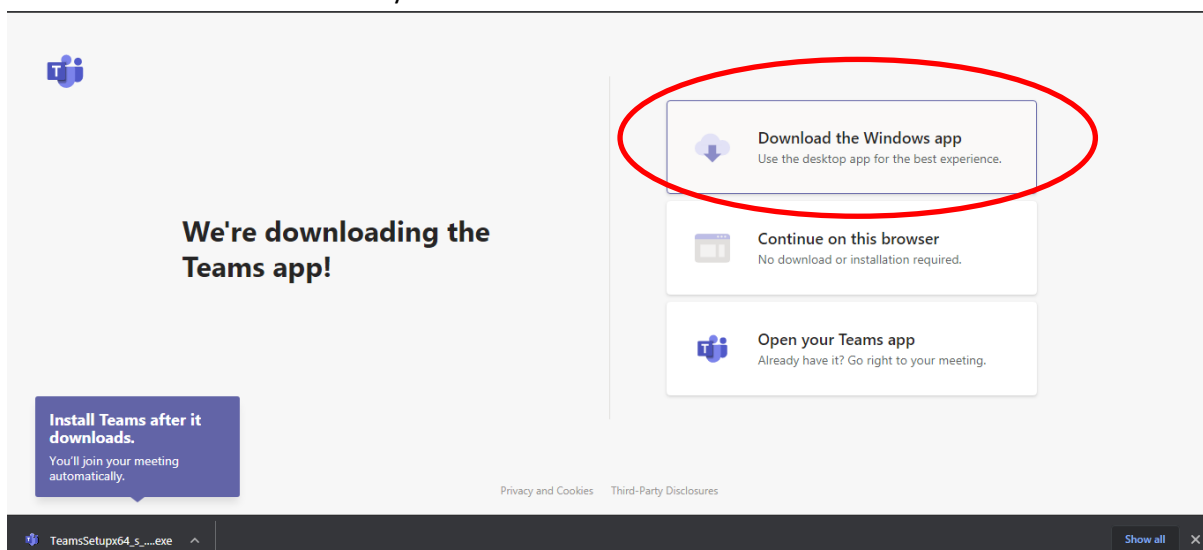 Download the Windows app
Use the desktop app for the best experience.
We're downloading the
Teams app!
Continue on this browser
No download or installation required.
Open your Teams app
Already have it? Go right to your meeting.
Install Teams after it
downloads.
You'll join your meeting
automatically.
Privacy and Cookies Third-Party Disclosures
TeamsSetupx64_s_....exe
Show all